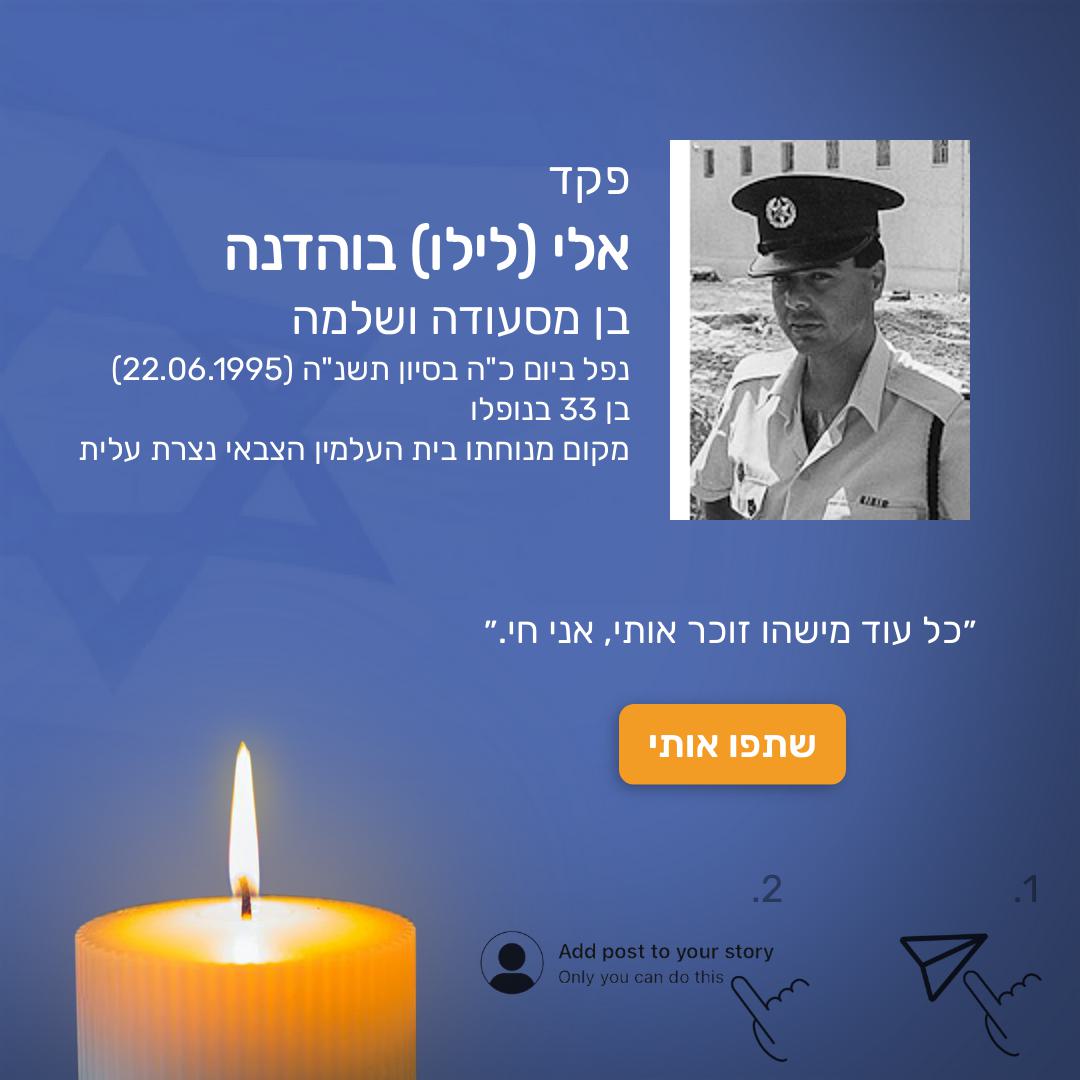 פקד
אלי (לילו) בוהדנה
בן מסעודה ושלמה
נפל ביום כ"ה בסיון תשנ"ה (22.06.1995)
בן 33 בנופלו
מקום מנוחתו בית העלמין הצבאי נצרת עלית
״כל עוד מישהו זוכר אותי, אני חי.״
שתפו אותי
.1
.2
Add post to your story
Only you can do this